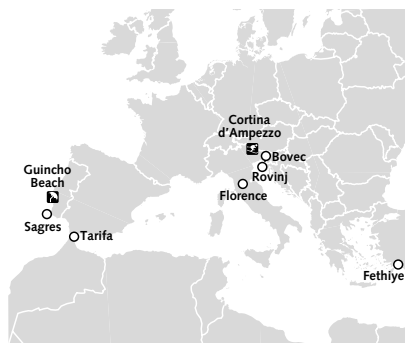 Cortina
d’Ampezzo
Bovec
Rovinj
Florence
Guincho
Beach
Sagres
Tarifa
Fethiye